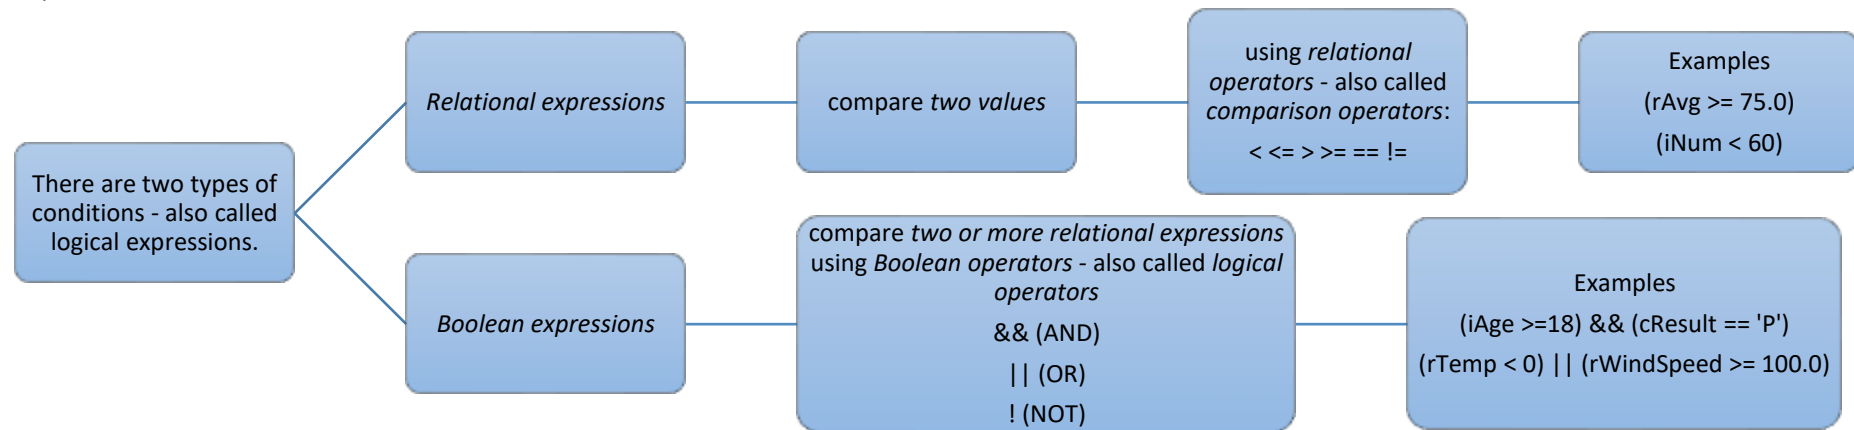 There are two types of
conditions - also called
logical expressions.
Relational expressions
compare two values
using relational
operators - also called
comparison operators:
< <= > >= == !=
Examples
(rAvg >= 75.0)
(iNum < 60)
Boolean expressions
compare two or more relational expressions
using Boolean operators - also called logical
operators
&& (AND)
|| (OR)
! (NOT)
Examples
(iAge >=18) && (cResult == 'P')
(rTemp < 0) || (rWindSpeed >= 100.0)